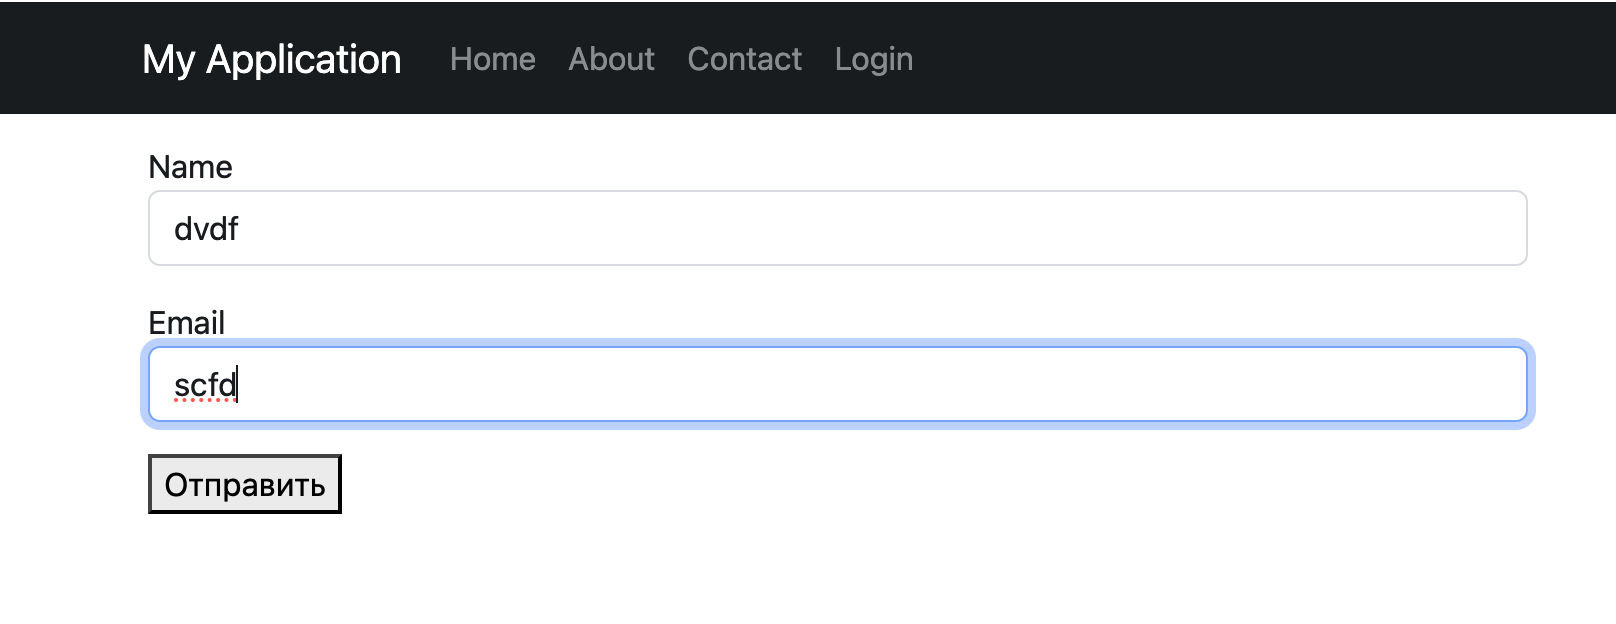 My Application Home About Contact Login
Name
dvdf
Email
scfd
Отправить